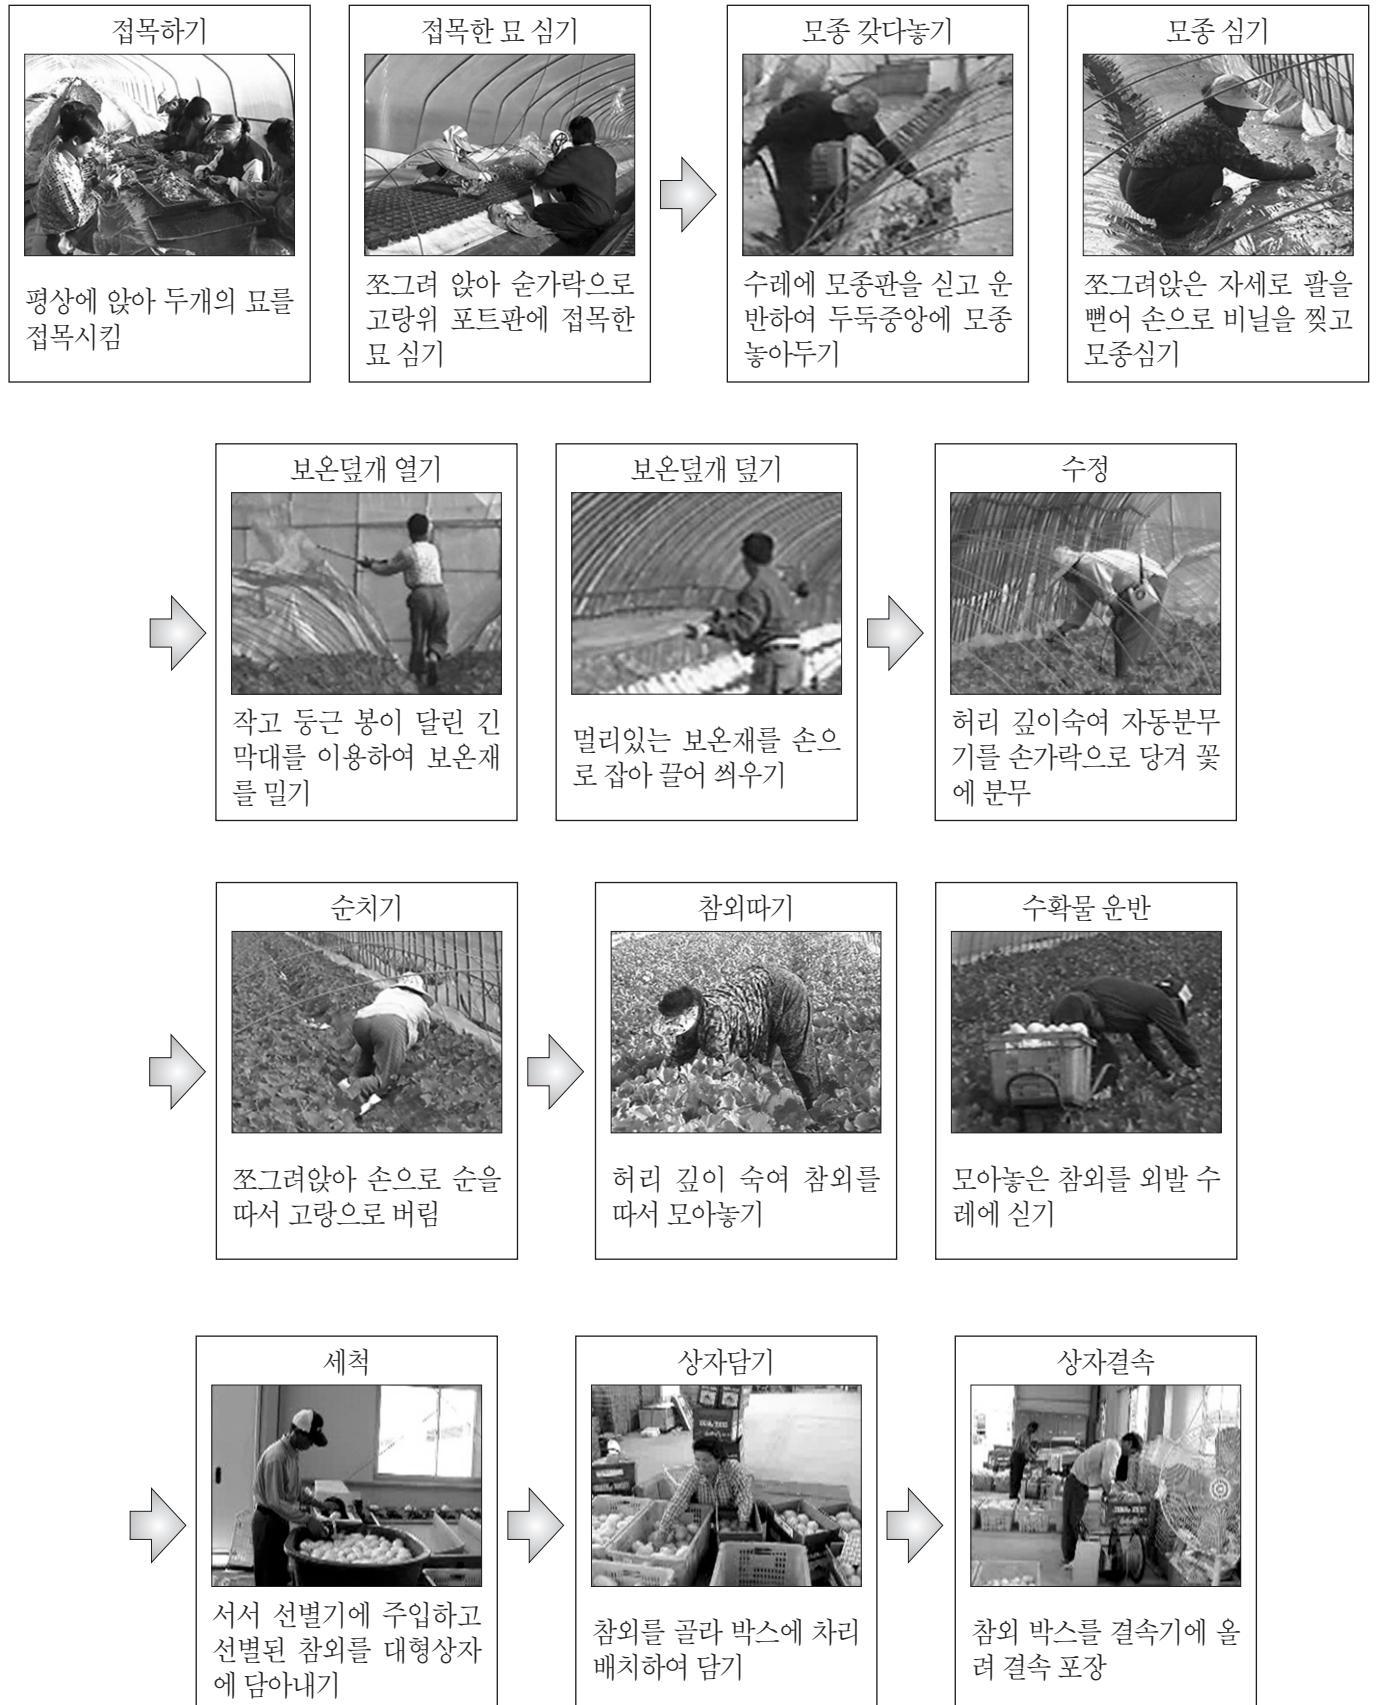 접목하기
평상에 앉아 두개의 묘를
접목시킴
접목한 묘 심기
쪼그려 앉아 숟가락으로
고랑위 포트판에 접목한
묘 심기
모종 갖다놓기
수레에 모종판을 싣고 운
반하여 두둑중앙에 모종
놓아두기
모종 심기
쪼그려앉은 자세로 팔을
뻗어 손으로 비닐을 찢고
모종심기
보온덮개 열기
작고 둥근 봉이 달린 긴
막대를 이용하여 보온재
를 밀기
보온덮개 덮기
멀리있는 보온재를 손으
로 잡아 끌어 씌우기
수정
허리 깊이숙여 자동분무
기를 손가락으로 당겨 꽃
에 분무
순치기
쪼그려앉아 손으로 순을
따서 고랑으로 버림
참외따기
허리 깊이 숙여 참외를
따서 모아놓기
수확물 운반
모아놓은 참외를 외발 수
레에 싣기
세척
서서 선별기에 주입하고
선별된 참외를 대형상자
에 담아내기
상자담기
참외를 골라 박스에 차리
배치하여 담기
상자결속
참외 박스를 결속기에 올
려 결속 포장